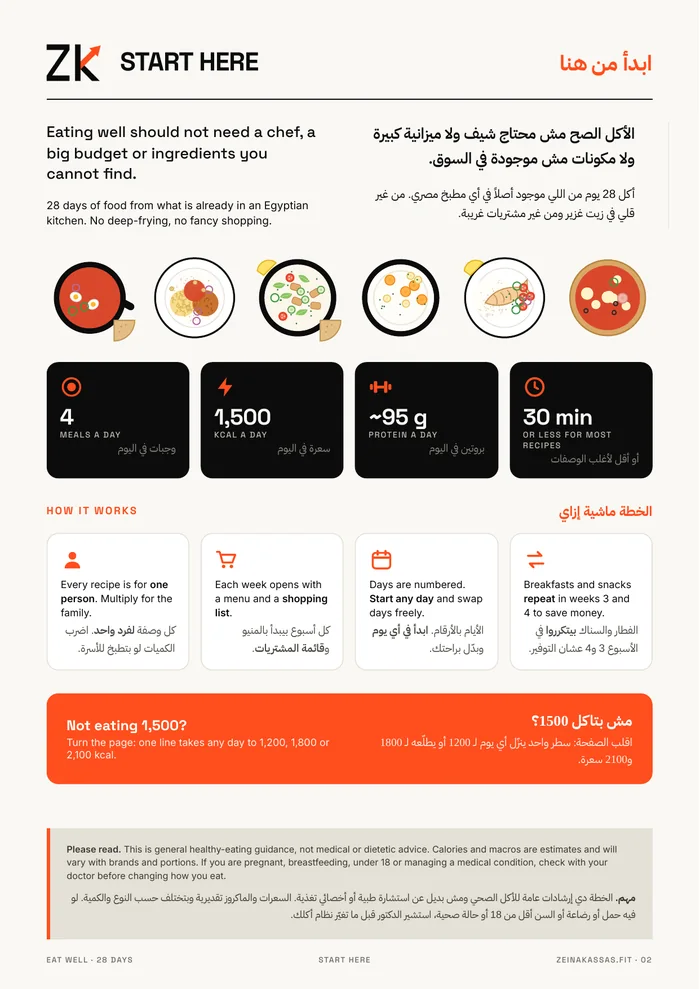 ZK START HERE
ابدأ من هنا
Eating well should not need a chef, a
big budget or ingredients you
cannot find.
28 days of food from what is already in an Egyptian
kitchen. No deep-frying, no fancy shopping.
الأكل الصح مش محتاج شيف ولا ميزانية كبيرة
ولا مكونات مش موجودة في السوق.
أكل 28 يوم من اللي موجود أصلاً في أي مطبخ مصري. من غير
قلي في زيت غزير ومن غير مشتريات غريبة.
4
MEALS A DAY
وجبات في اليوم
1,500
KCAL A DAY
سعرة في اليوم
~95 g
PROTEIN A DAY
بروتين في اليوم
30 min
OR LESS FOR MOST
RECIPES
أو أقل لأغلب الوصفات
HOW IT WORKS
الخطة ماشية إزاي
Every recipe is for one
person. Multiply for the
family.
كل وصفة لفرد واحد. اضرب
الكميات لو بتطبخ للأسرة.
Each week opens with
a menu and a shopping
list.
كل أسبوع بيبدأ بالمنيو
وقائمة المشتريات.
Days are numbered.
Start any day and swap
days freely.
الأيام بالأرقام. ابدأ في أي يوم
وبدّل براحتك.
Breakfasts and snacks
repeat in weeks 3 and
4 to save money.
الفطار والسناك بيتكرروا في
الأسبوع 3 و4 عشان التوفير.
Not eating 1,500?
Turn the page: one line takes any day to 1,200, 1,800 or
2,100 kcal.
مش بتاكل 1500؟
اقلب الصفحة: سطر واحد ينزّل أي يوم لـ 1200 أو يطلّعه لـ 1800
و2100 سعرة.
Please read. This is general healthy-eating guidance, not medical or dietetic advice. Calories and macros are estimates and will
vary with brands and portions. If you are pregnant, breastfeeding, under 18 or managing a medical condition, check with your
doctor before changing how you eat.
مهم. الخطة دي إرشادات عامة للأكل الصحي ومش بديل عن استشارة طبية أو أخصائي تغذية. السعرات والماكروز تقديرية وبتختلف حسب النوع والكمية. لو
فيه حمل أو رضاعة أو السن أقل من 18 أو حالة صحية، استشير الدكتور قبل ما تغيّر نظام أكلك.
EAT WELL · 28 DAYS
START HERE
ZEINAKASSAS.FIT · 02